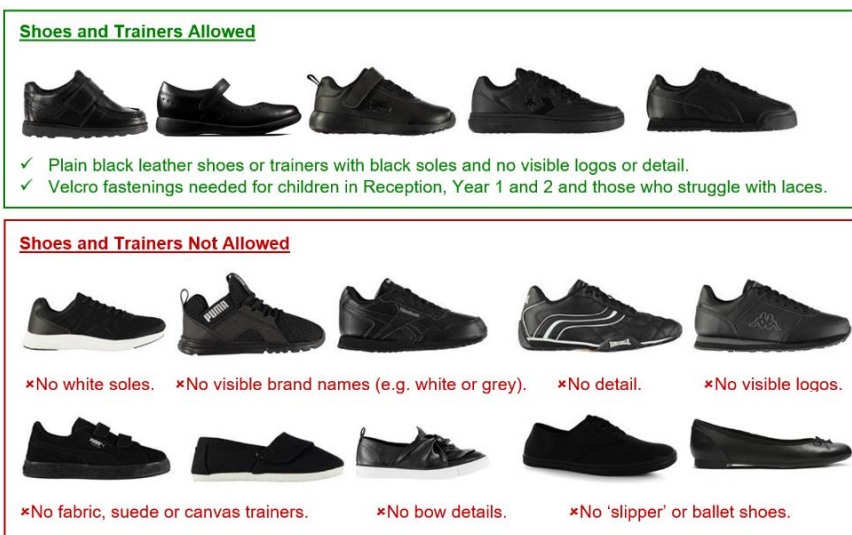 Shoes and Trainers Allowed
✓ Plain black leather shoes or trainers with black soles and no visible logos or detail.
✓ Velcro fastenings needed for children in Reception, Year 1 and 2 and those who struggle with laces.
Shoes and Trainers Not Allowed
PUMA
Reebok
LONSDALE
Kappa
×No white soles. ×No visible brand names (e.g. white or grey). ×No detail. ×No visible logos.
PUMA
×No fabric, suede or canvas trainers. ×No bow details. ×No 'slipper' or ballet shoes.